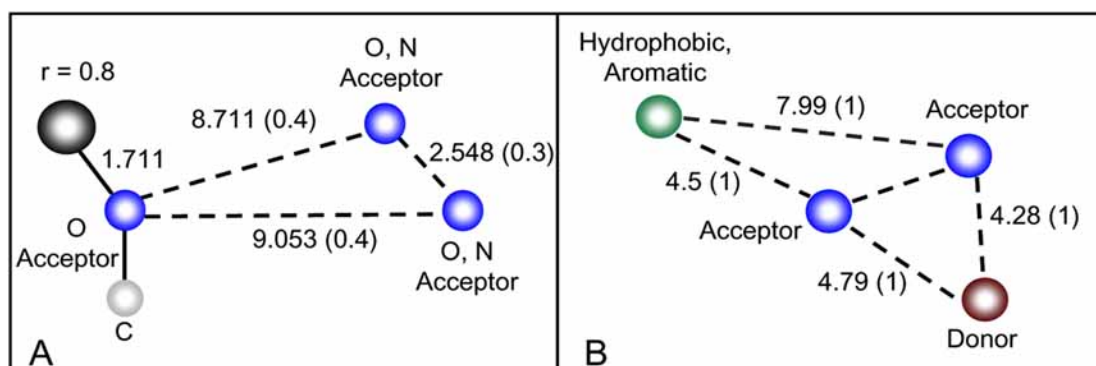 r = 0.8
O, N
Acceptor
8.711 (0.4)
1.711
2.548 (0.3)
O
Acceptor
9.053 (0.4)
O, N
Acceptor
C
A
Hydrophobic,
Aromatic
7.99 (1)
Acceptor
4.5 (1)
Acceptor
4.28 (1)
4.79 (1)
Donor
B